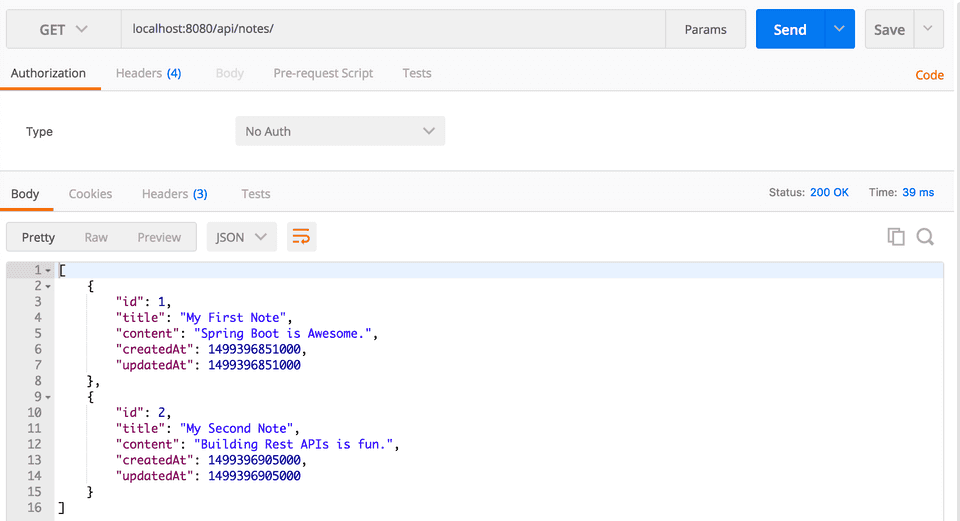 GET localhost:8080/api/notes/ Params Send Save
Authorization Headers (4) Body Pre-request Script Tests Code
Type No Auth
Body Cookies Headers (3) Tests Status: 200 OK Time: 39 ms
Pretty Raw Preview JSON
1 [
2 {
3 "id": 1,
4 "title": "My First Note",
5 "content": "Spring Boot is Awesome.",
6 "createdAt": 1499396851000,
7 "updatedAt": 1499396851000
8 },
9 {
10 "id": 2,
11 "title": "My Second Note",
12 "content": "Building Rest APIs is fun.",
13 "createdAt": 1499396905000,
14 "updatedAt": 1499396905000
15 }
16 ]